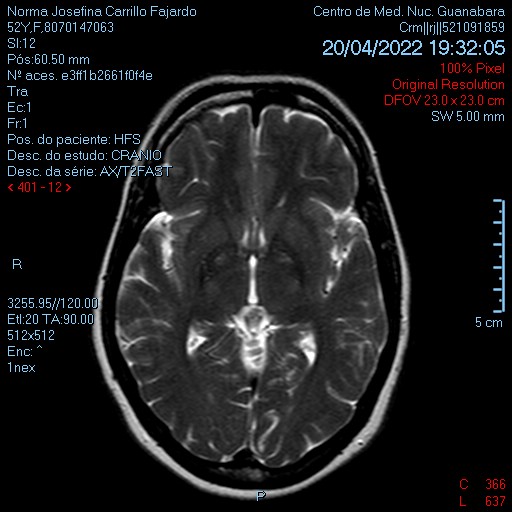 Norma Josefina Carrillo Fajardo
52Y,F,8070147063
Sl:12
Pós:60.50 mm
Nº aces. e3ff1b2661f0f4e
Tra
Ec:1
Fr:1
Pos. do paciente: HFS
Desc. do estudo: CRANIO
Desc. da série: AX/T2FAST
< 401 - 12 >
Centro de Med. Nuc. Guanabara
Crm||rj||521091859
20/04/2022 19:32:05
100% Pixel
Original Resolution
DFOV 23.0 x 23.0 cm
SW 5.00 mm
R
3255.95//120.00
Etl:20 TA:90.00
512x512
Enc: ^
1nex
5 cm
P
C 366
L 637